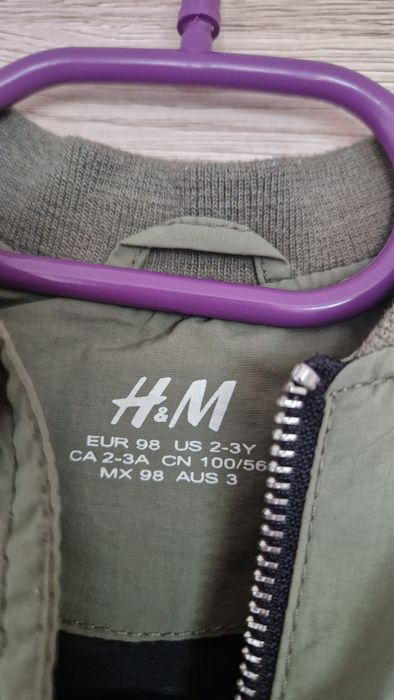 H&M
EUR 98 US 2-3Y
CA 2-3A CN 100/56
MX 98 AUS 3